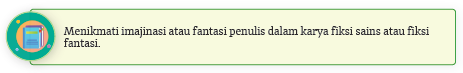 Menikmati imajinasi atau fantasi penulis dalam karya fiksi sains atau fiksi
fantasi.